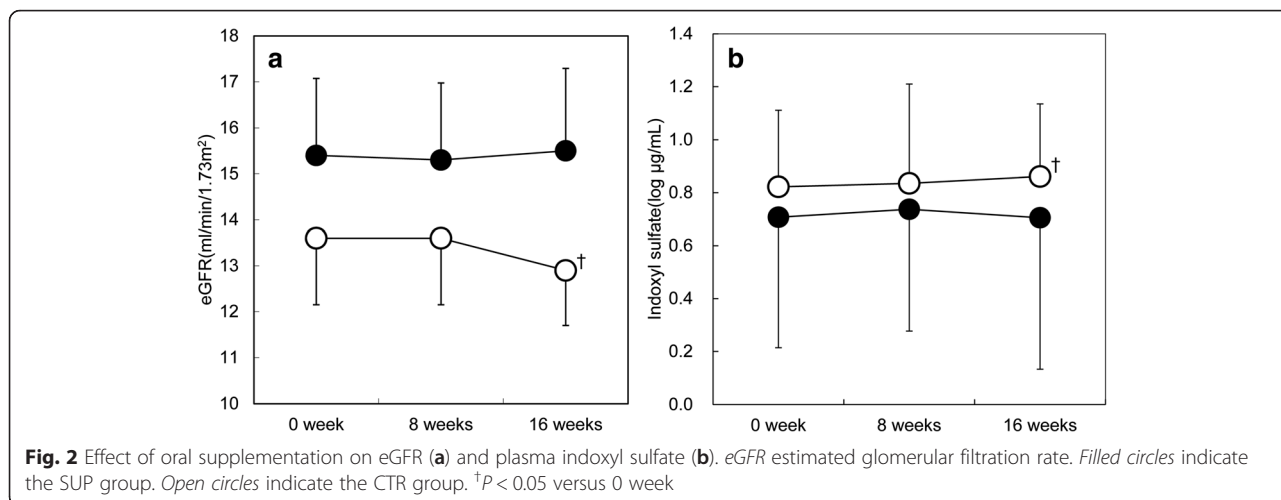 a
18
17
16
15
14
13
12
11
10
eGFR(ml/min/1.73m²)
†
0 week 8 weeks 16 weeks
b
1.4
1.2
1.0
0.8
0.6
0.4
0.2
0.0
Indoxyl sulfate(log µg/mL)
†
0 week 8 weeks 16 weeks
Fig. 2 Effect of oral supplementation on eGFR (a) and plasma indoxyl sulfate (b). eGFR estimated glomerular filtration rate. Filled circles indicate
the SUP group. Open circles indicate the CTR group. †P < 0.05 versus 0 week